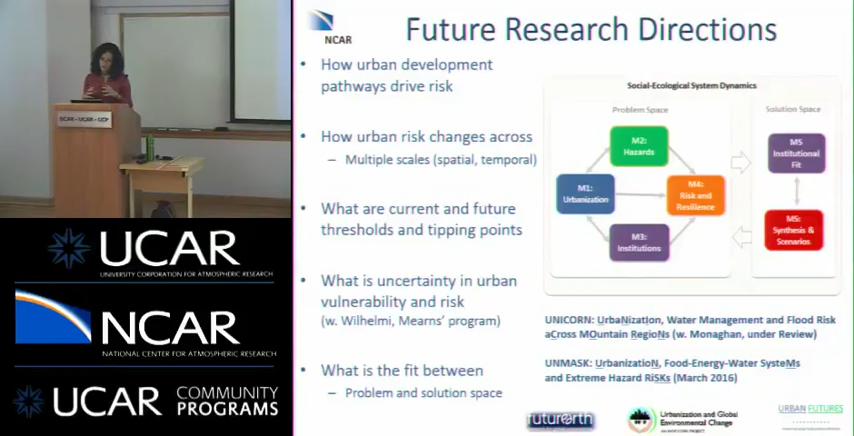 NCAR
Future Research Directions
• How urban development
pathways drive risk
• How urban risk changes across
– Multiple scales (spatial, temporal)
• What are current and future
thresholds and tipping points
• What is uncertainty in urban
vulnerability and risk
(w. Wilhelmi, Mearns' program)
• What is the fit between
– Problem and solution space
Social-Ecological System Dynamics
Problem Space
Solution Space
M2:
Hazards
M1:
Urbanization
M4:
Risk and
Resilience
M3:
Institutions
M5
Institutional
Fit
M5:
Synthesis &
Scenarios
UNICORN: UrbaNizatIon, Water Management and Flood Risk
aCross MOuntain RegioNs (w. Monaghan, under Review)
UNMASK: UrbanizatioN, Food-Energy-Water SysteMs
and Extreme Hazard RiSKs (March 2016)
futurerth
Urbanization and Global
Environmental Change
URBAN FUTURES
NCAR - UCAR - UCP
UCAR
UNIVERSITY CORPORATION FOR ATMOSPHERIC RESEARCH
NCAR
NATIONAL CENTER FOR ATMOSPHERIC RESEARCH
UCAR COMMUNITY
PROGRAMS